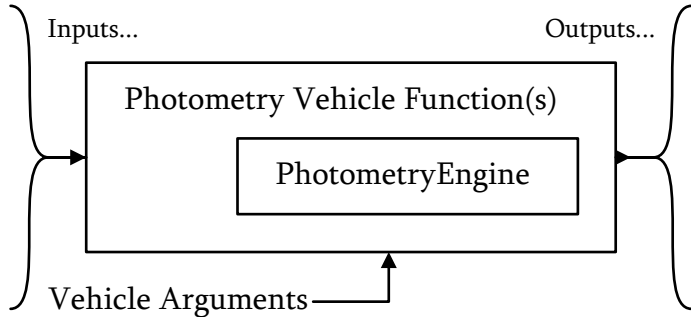 Inputs...
Outputs...
Photometry Vehicle Function(s)
PhotometryEngine
Vehicle Arguments